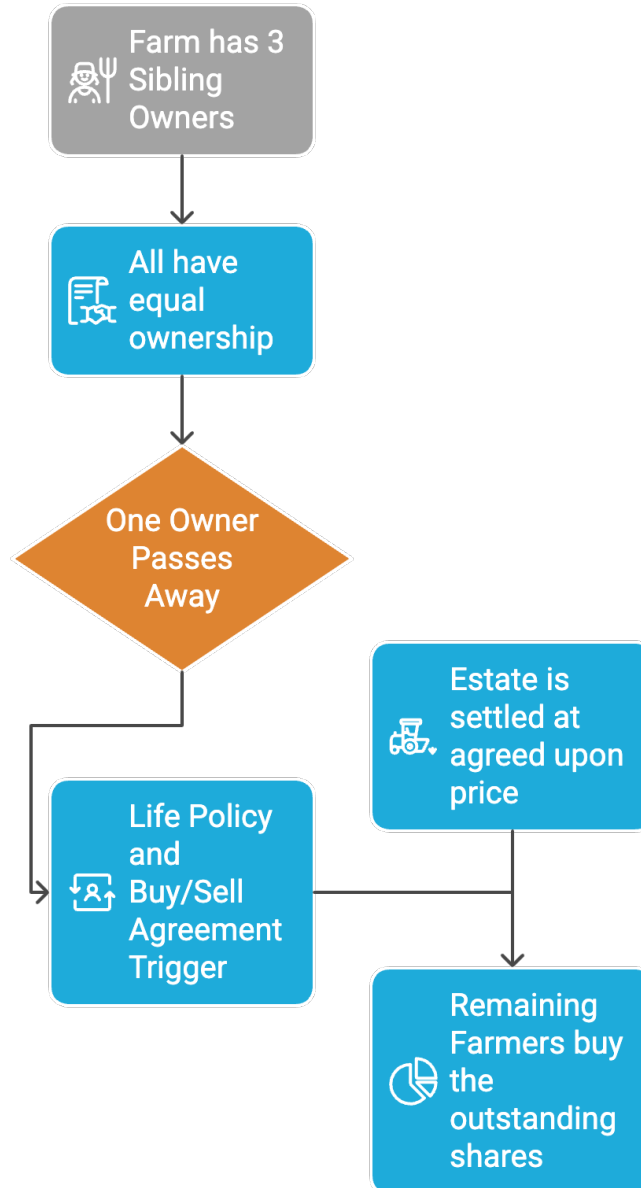 Farm has 3
Sibling
Owners
All have
equal
ownership
One Owner
Passes
Away
Estate is
settled at
agreed upon
price
Life Policy
and
Buy/Sell
Agreement
Trigger
Remaining
Farmers buy
the
outstanding
shares